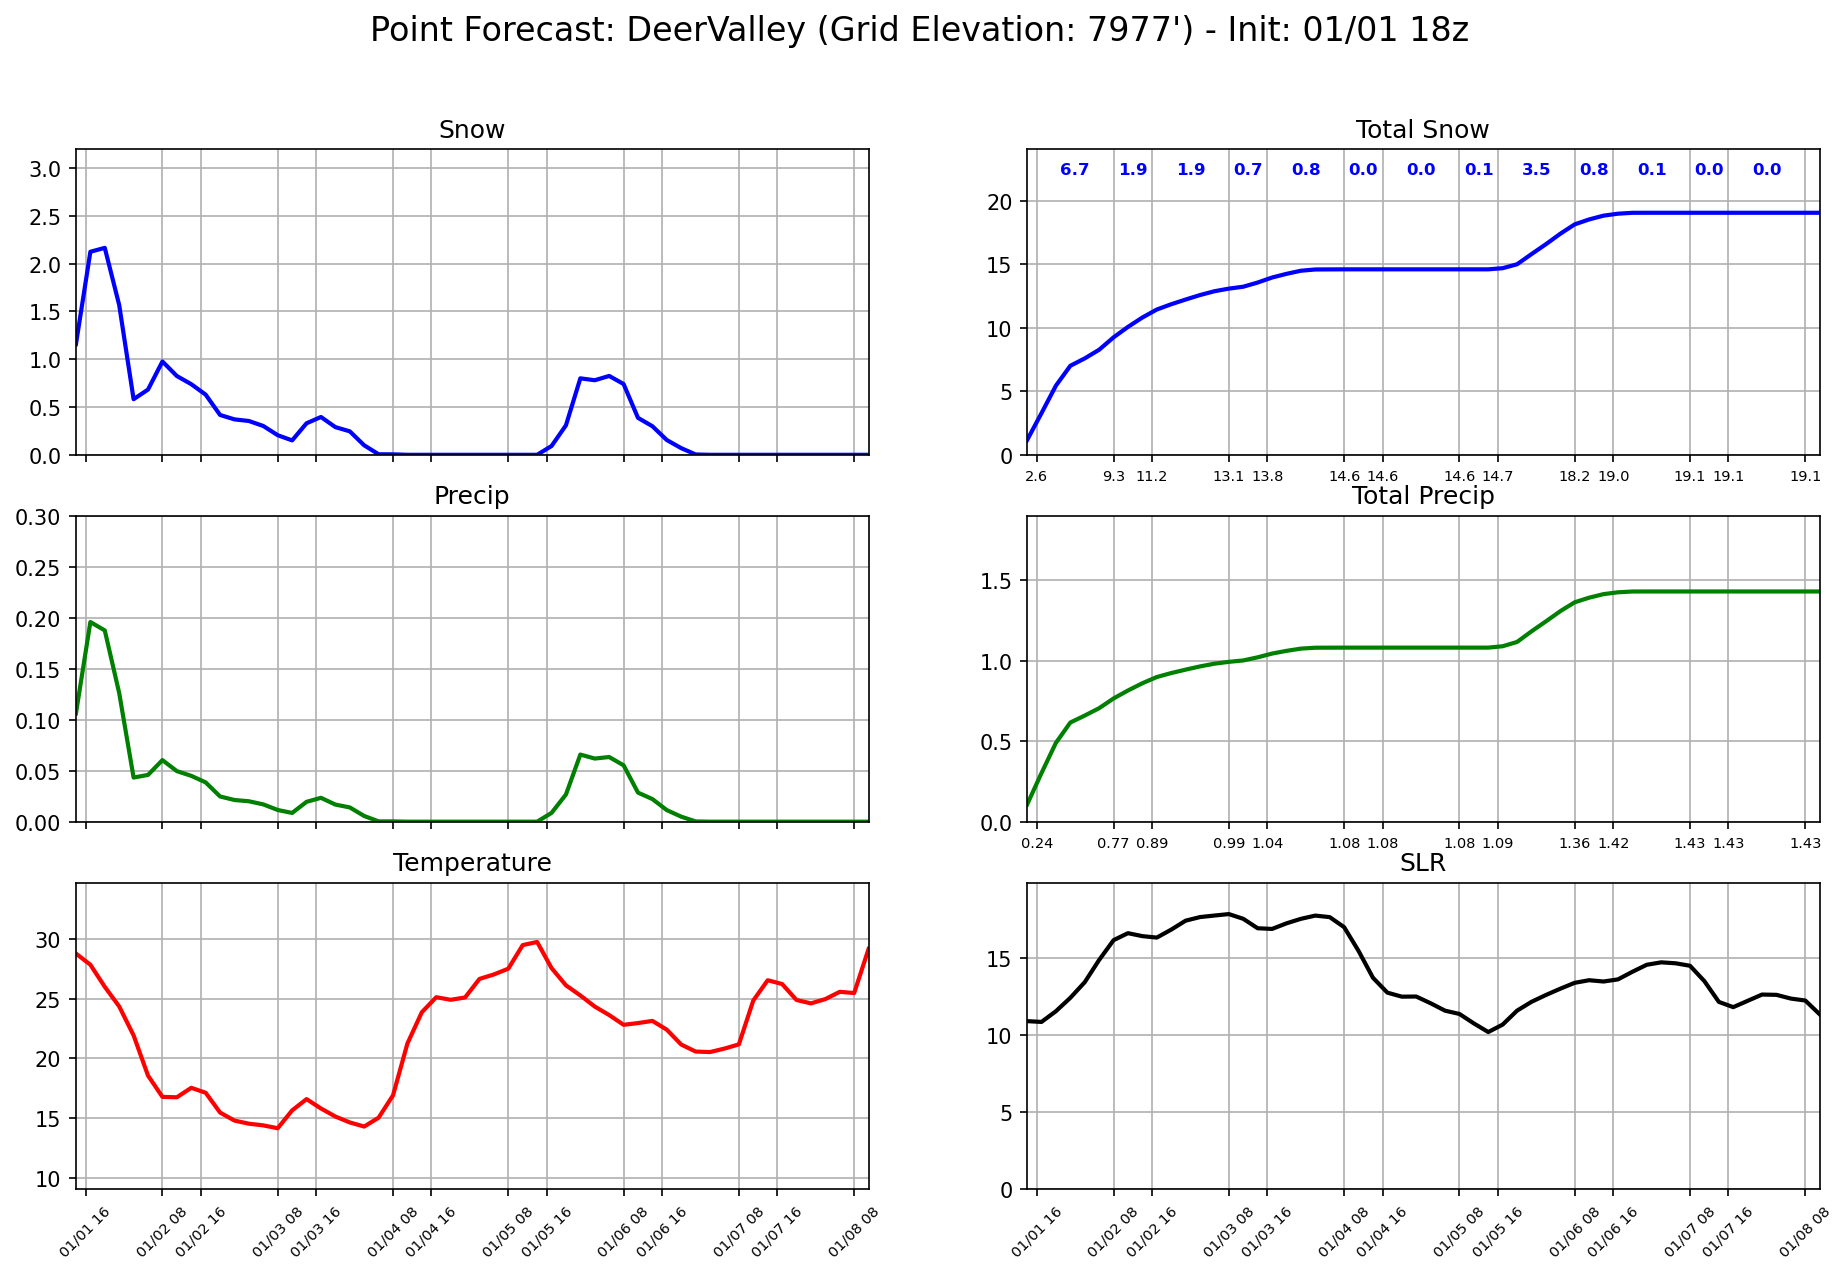 Point Forecast: DeerValley (Grid Elevation: 7977') - Init: 01/01 18z
Snow
3.0
2.5
2.0
1.5
1.0
0.5
0.0
Total Snow
6.7 1.9 1.9 0.7 0.8 0.0 0.0 0.1 3.5 0.8 0.1 0.0 0.0
20
15
10
5
0
2.6 9.3 11.2 13.1 13.8 14.6 14.6 14.6 14.7 18.2 19.0 19.1 19.1 19.1
Precip
0.30
0.25
0.20
0.15
0.10
0.05
0.00
Total Precip
1.5
1.0
0.5
0.0
0.24 0.77 0.89 0.99 1.04 1.08 1.08 1.08 1.09 1.36 1.42 1.43 1.43 1.43
Temperature
30
25
20
15
10
01/01 16 01/02 08 01/02 16 01/03 08 01/03 16 01/04 08 01/04 16 01/05 08 01/05 16 01/06 08 01/06 16 01/07 08 01/07 16 01/08 08
SLR
15
10
5
0
01/01 16 01/02 08 01/02 16 01/03 08 01/03 16 01/04 08 01/04 16 01/05 08 01/05 16 01/06 08 01/06 16 01/07 08 01/07 16 01/08 08